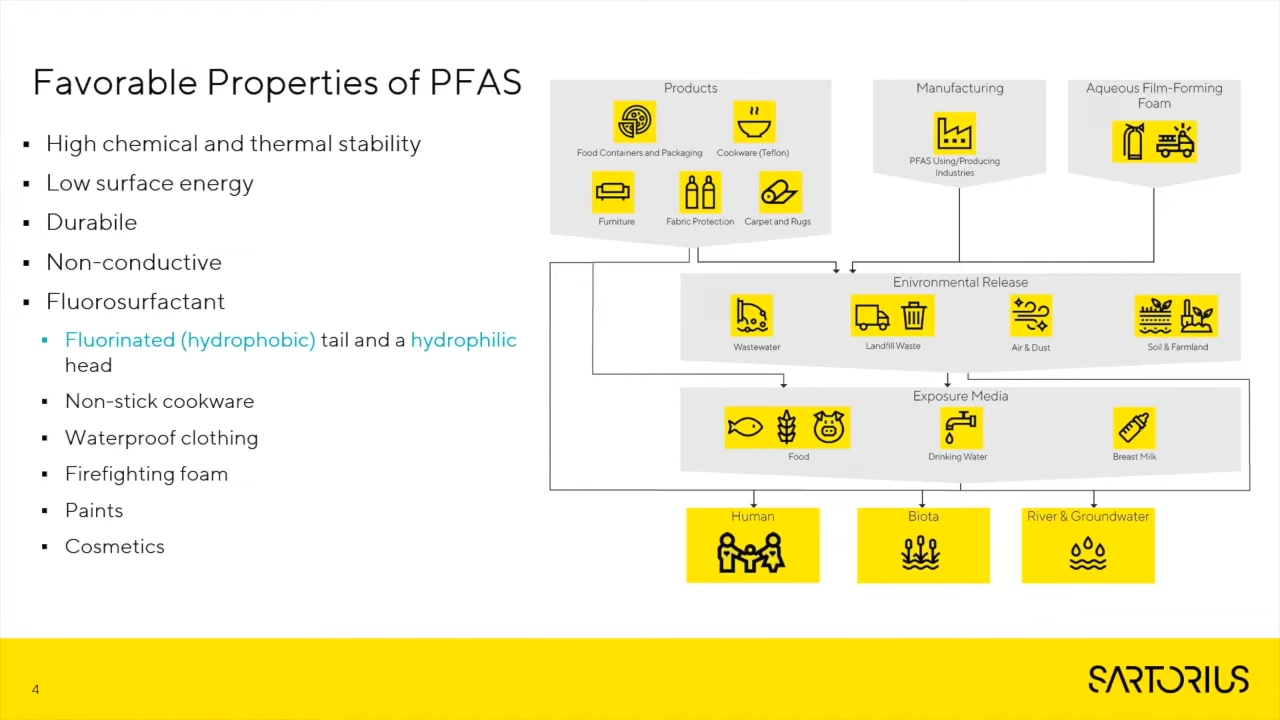 Favorable Properties of PFAS
▪ High chemical and thermal stability
▪ Low surface energy
▪ Durabile
▪ Non-conductive
▪ Fluorosurfactant
▪ Fluorinated (hydrophobic) tail and a hydrophilic
head
▪ Non-stick cookware
▪ Waterproof clothing
▪ Firefighting foam
▪ Paints
▪ Cosmetics
Products
Food Containers and Packaging
Cookware (Teflon)
Furniture
Fabric Protection
Carpet and Rugs
Manufacturing
PFAS Using/Producing
Industries
Aqueous Film-Forming
Foam
Enivronmental Release
Wastewater
Landfill Waste
Air & Dust
Soil & Farmland
Exposure Media
Food
Drinking Water
Breast Milk
Human
Biota
River & Groundwater
4
SARTORIUS